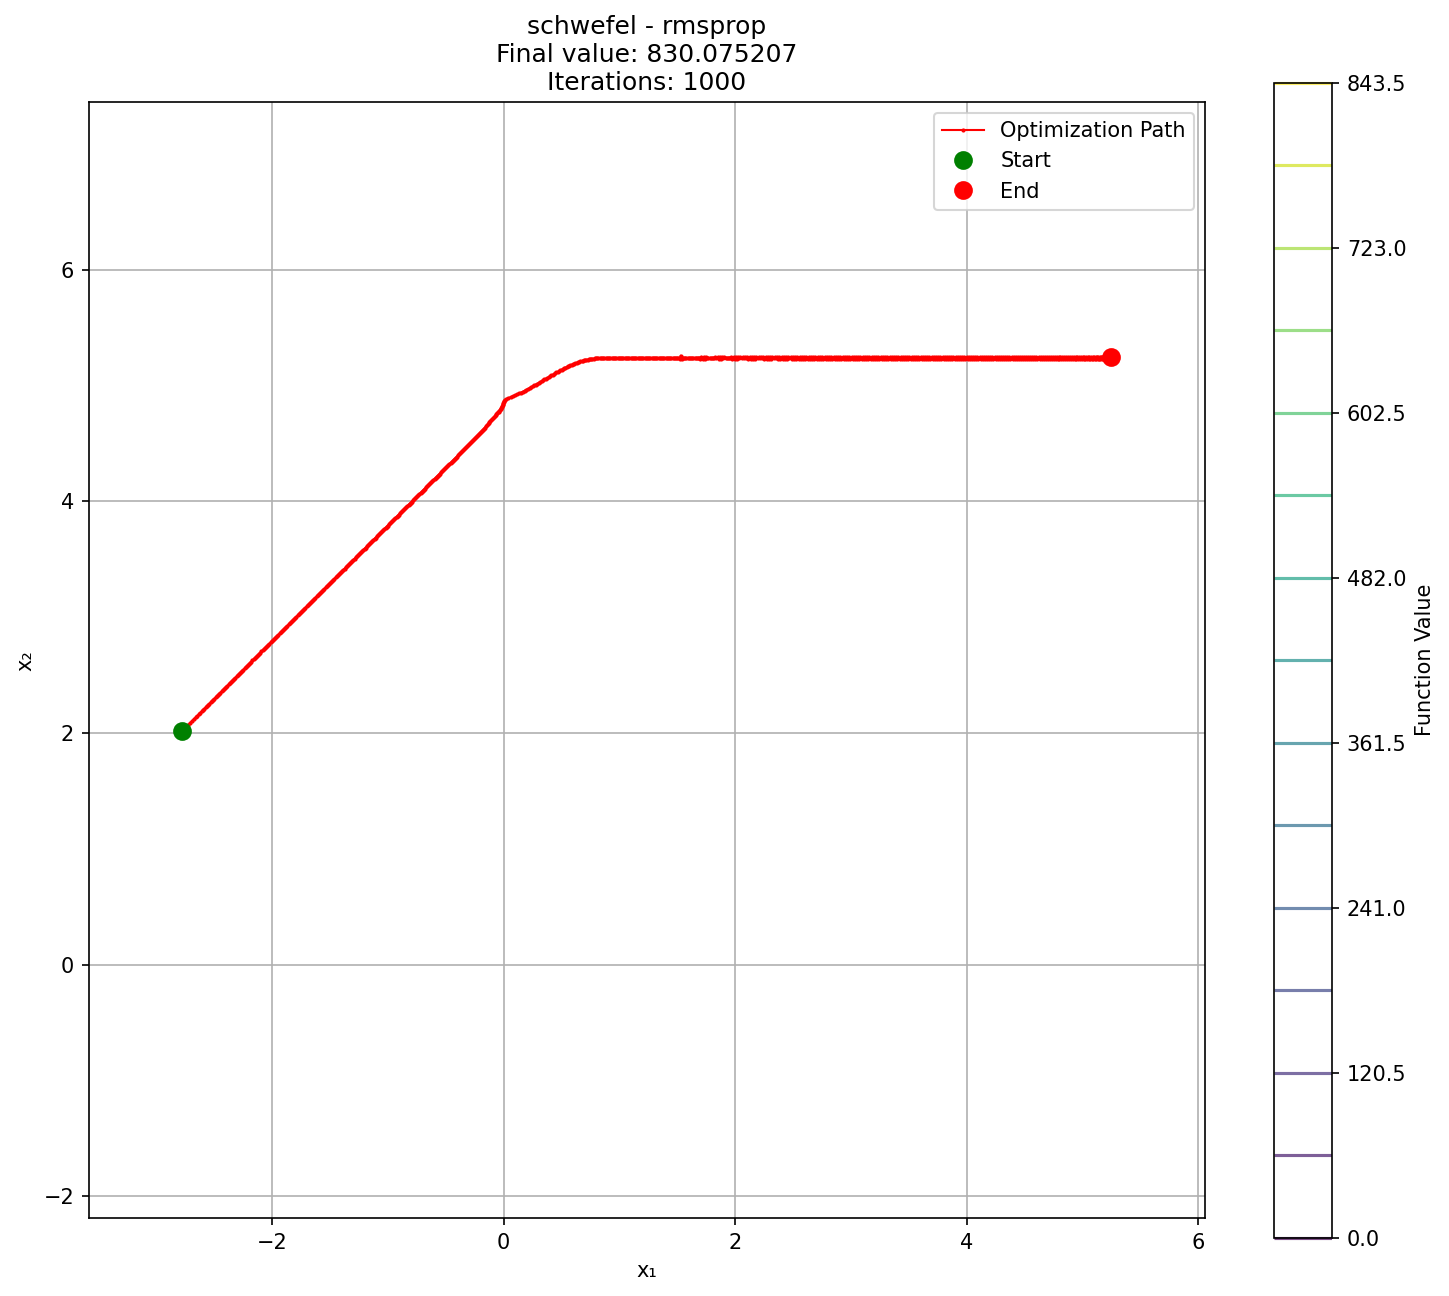 schwefel - rmsprop
Final value: 830.075207
Iterations: 1000
Optimization Path
Start
End
6
4
2
0
−2
x₂
−2
0
2
4
6
x₁
843.5
723.0
602.5
482.0
361.5
241.0
120.5
0.0
Function Value